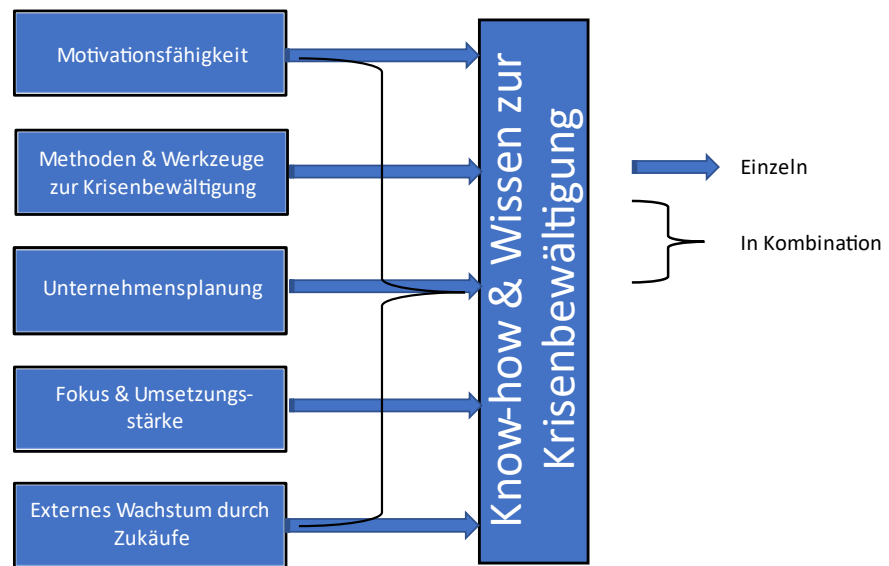 Motivationsfähigkeit
Methoden & Werkzeuge
zur Krisenbewältigung
Unternehmensplanung
Fokus & Umsetzungs-
stärke
Externes Wachstum durch
Zukäufe
Know-how & Wissen zur
Krisenbewältigung
Einzeln
In Kombination